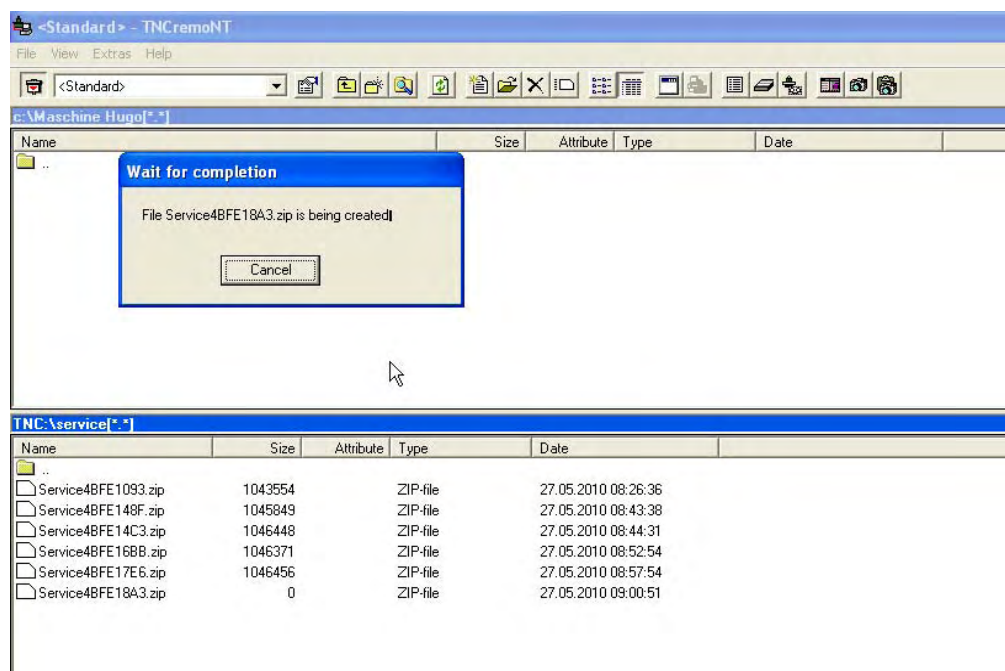 <Standard> - TNCremoNT
File View Extras Help
<Standard>
c:\Maschine Hugo[*.*]
Name Size Attribute Type Date
..
Wait for completion
File Service4BFE18A3.zip is being created
Cancel
TNC:\service[*.*]
Name Size Attribute Type Date
..
Service4BFE1093.zip 1043554 ZIP-file 27.05.2010 08:26:36
Service4BFE148F.zip 1045849 ZIP-file 27.05.2010 08:43:38
Service4BFE14C3.zip 1046448 ZIP-file 27.05.2010 08:44:31
Service4BFE16BB.zip 1046371 ZIP-file 27.05.2010 08:52:54
Service4BFE17E6.zip 1046456 ZIP-file 27.05.2010 08:57:54
Service4BFE18A3.zip 0 ZIP-file 27.05.2010 09:00:51